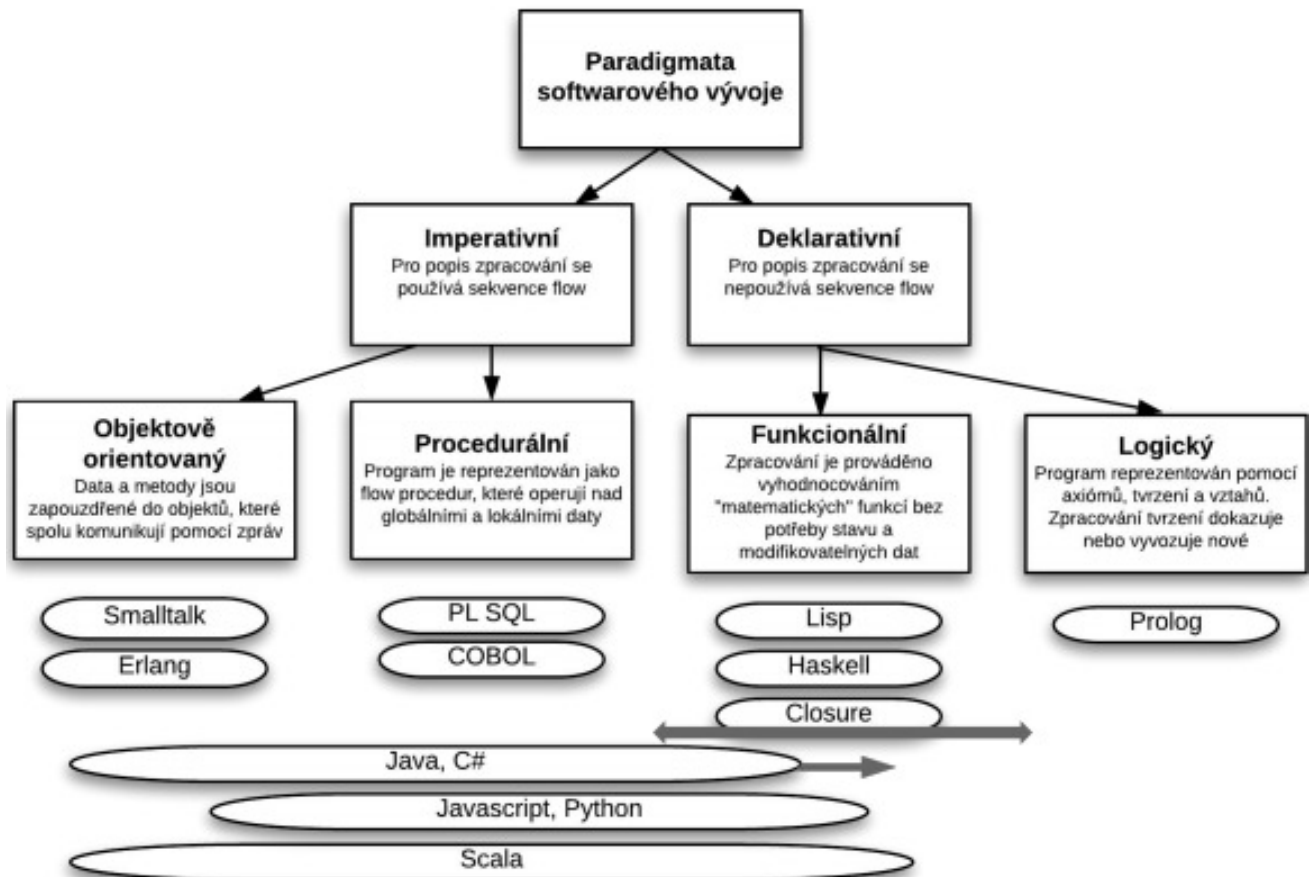 Paradigmata
softwarového vývoje
Imperativní
Pro popis zpracování se
používá sekvence flow
Deklarativní
Pro popis zpracování se
nepoužívá sekvence flow
Objektově
orientovaný
Data a metody jsou
zapouzdřené do objektů, které
spolu komunikují pomocí zpráv
Procedurální
Program je reprezentován jako
flow procedur, které operují nad
globálními a lokálními daty
Funkcionální
Zpracování je prováděno
vyhodnocováním
"matematických" funkcí bez
potřeby stavu a
modifikovatelných dat
Logický
Program reprezentován pomocí
axiómů, tvrzení a vztahů.
Zpracování tvrzení dokazuje
nebo vyvozuje nové
Smalltalk
Erlang
PL SQL
COBOL
Lisp
Haskell
Closure
Prolog
Java, C#
Javascript, Python
Scala